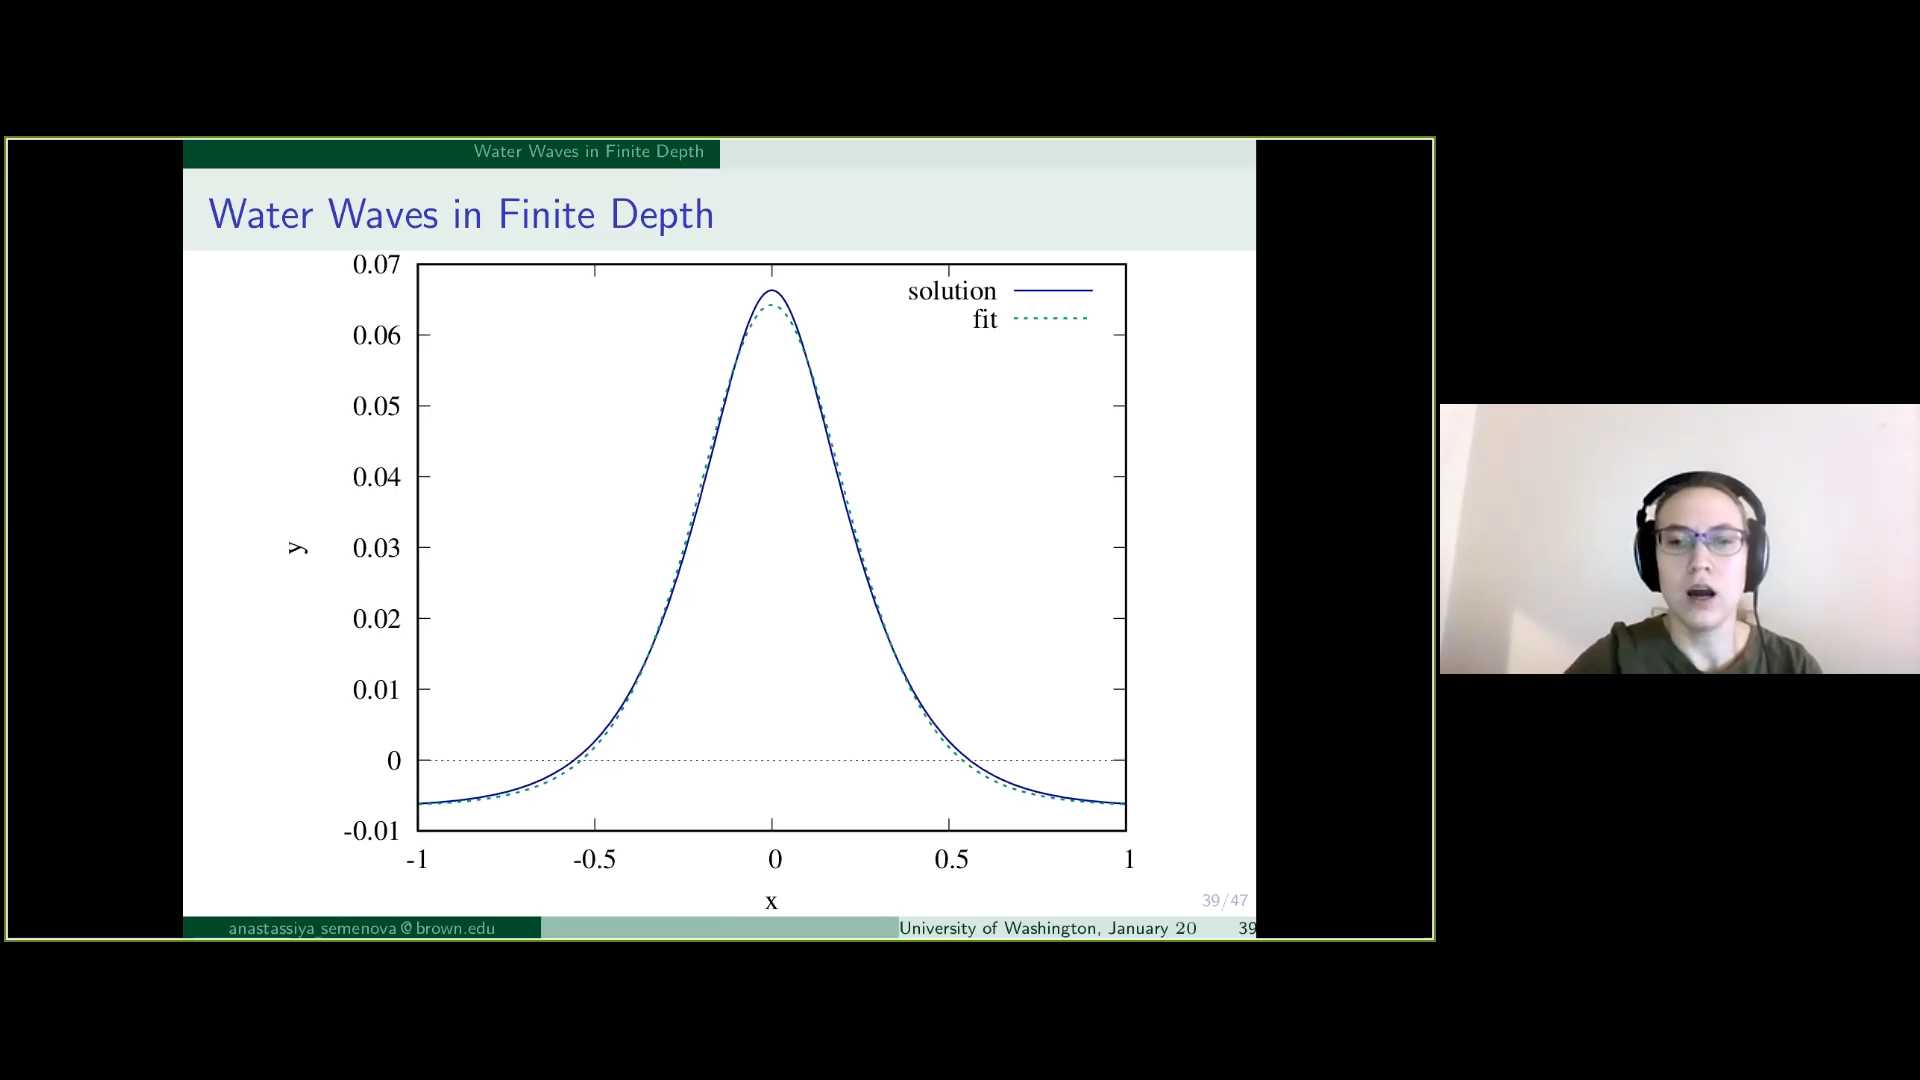 Water Waves in Finite Depth
Water Waves in Finite Depth
0.07
0.06
0.05
0.04
0.03
0.02
0.01
0
-0.01
y
solution
fit
-1
-0.5
0
0.5
1
x
39/47
anastassiya_semenova@brown.edu
University of Washington, January 20
39